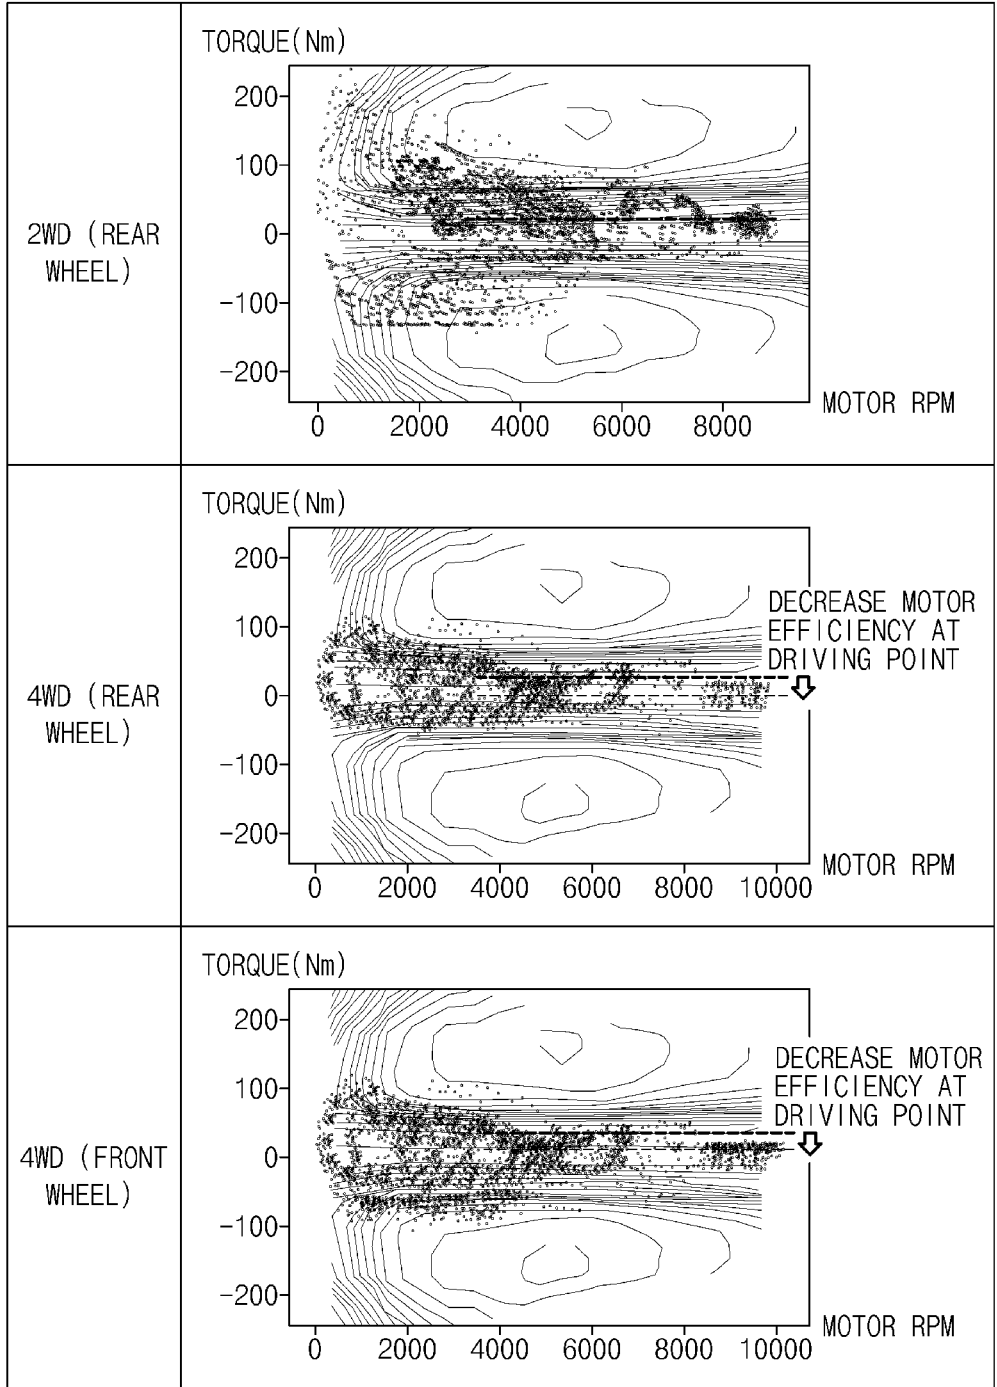 2WD (REAR
WHEEL)
TORQUE(Nm)
200
100
0
-100
-200
0 2000 4000 6000 8000
MOTOR RPM
4WD (REAR
WHEEL)
TORQUE(Nm)
200
100
0
-100
-200
DECREASE MOTOR
EFFICIENCY AT
DRIVING POINT
0 2000 4000 6000 8000 10000
MOTOR RPM
4WD (FRONT
WHEEL)
TORQUE(Nm)
200
100
0
-100
-200
DECREASE MOTOR
EFFICIENCY AT
DRIVING POINT
0 2000 4000 6000 8000 10000
MOTOR RPM